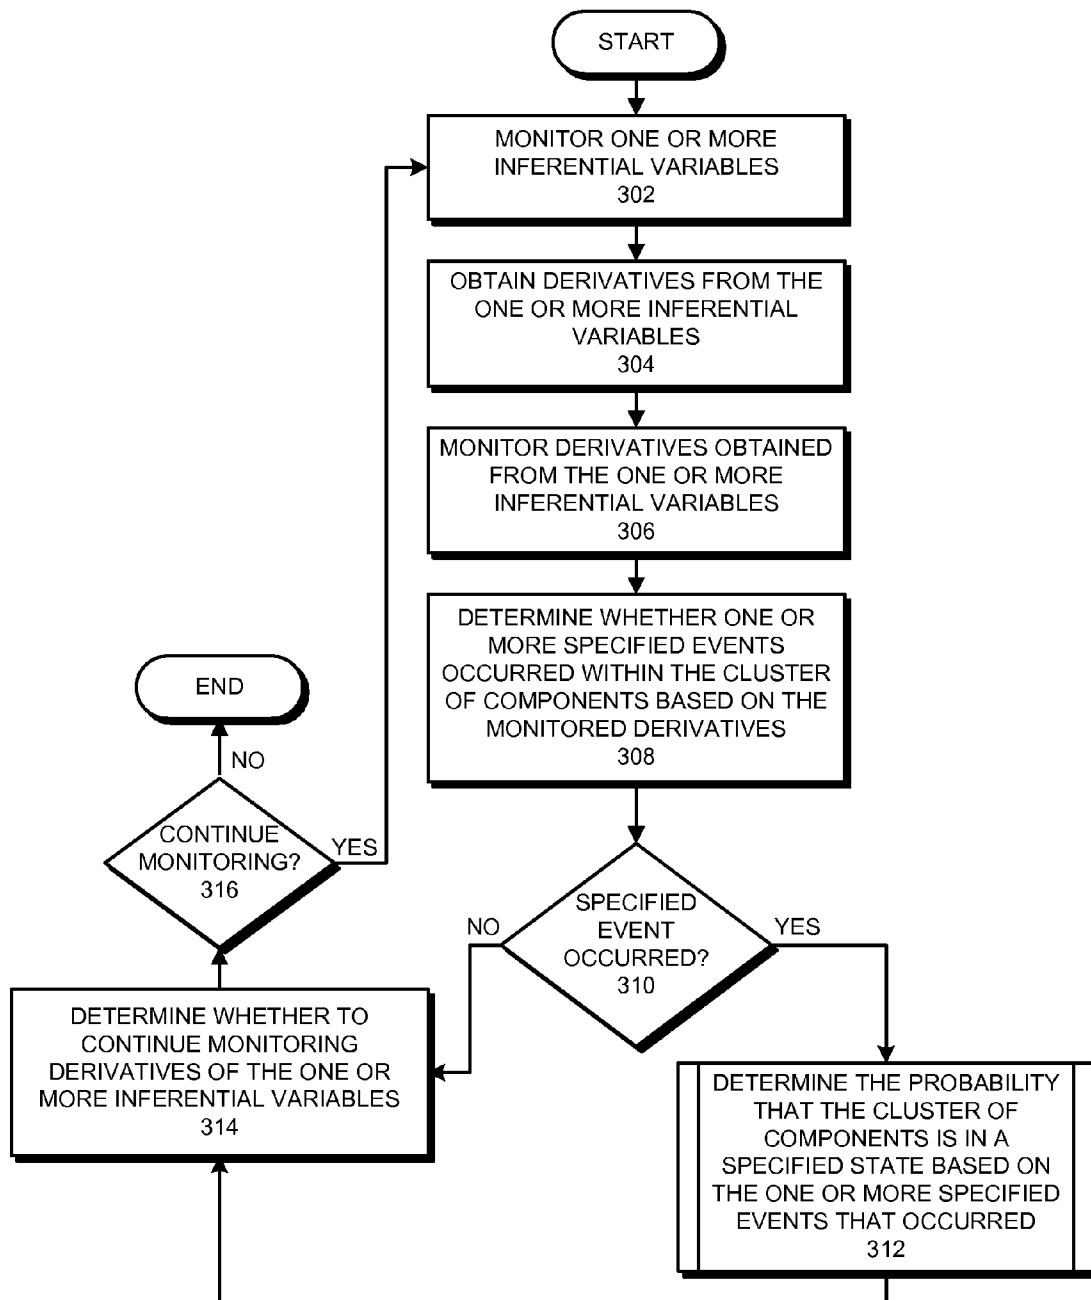 START
MONITOR ONE OR MORE
INFERENTIAL VARIABLES
302
OBTAIN DERIVATIVES FROM THE
ONE OR MORE INFERENTIAL
VARIABLES
304
MONITOR DERIVATIVES OBTAINED
FROM THE ONE OR MORE
INFERENTIAL VARIABLES
306
DETERMINE WHETHER ONE OR
MORE SPECIFIED EVENTS
OCCURRED WITHIN THE CLUSTER
OF COMPONENTS BASED ON THE
MONITORED DERIVATIVES
308
SPECIFIED
EVENT
OCCURRED?
310
NO
YES
DETERMINE THE PROBABILITY
THAT THE CLUSTER OF
COMPONENTS IS IN A
SPECIFIED STATE BASED ON
THE ONE OR MORE SPECIFIED
EVENTS THAT OCCURRED
312
DETERMINE WHETHER TO
CONTINUE MONITORING
DERIVATIVES OF THE ONE OR
MORE INFERENTIAL VARIABLES
314
CONTINUE
MONITORING?
316
YES
NO
END